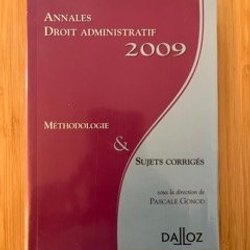 ANNALES
DROIT ADMINISTRATIF
2009
MÉTHODOLOGIE
&
SUJETS CORRIGÉS
sous la direction de
PASCALE GONOD
DALLOZ